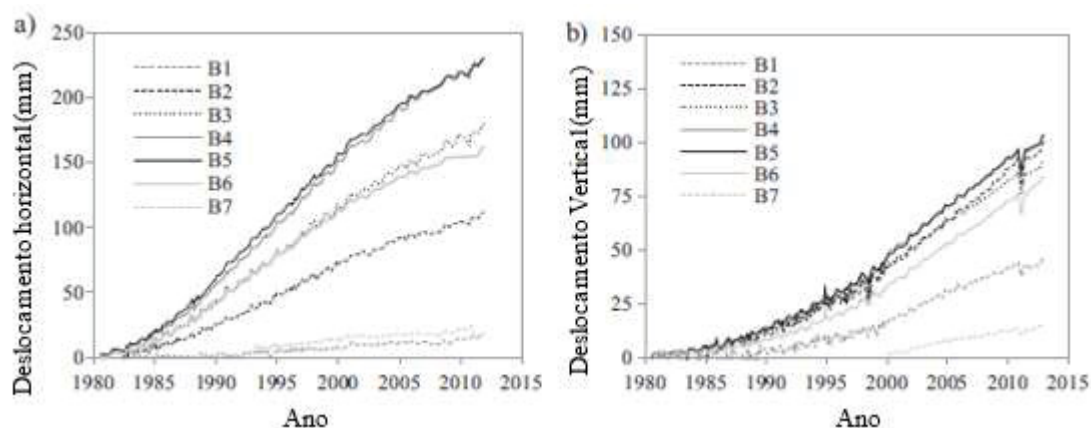 a)
Deslocamento horizontal (mm)
250
200
150
100
50
0
B1
B2
B3
B4
B5
B6
B7
1980 1985 1990 1995 2000 2005 2010 2015
Ano
b)
Deslocamento Vertical (mm)
150
125
100
75
50
25
0
B1
B2
B3
B4
B5
B6
B7
1980 1985 1990 1995 2000 2005 2010 2015
Ano